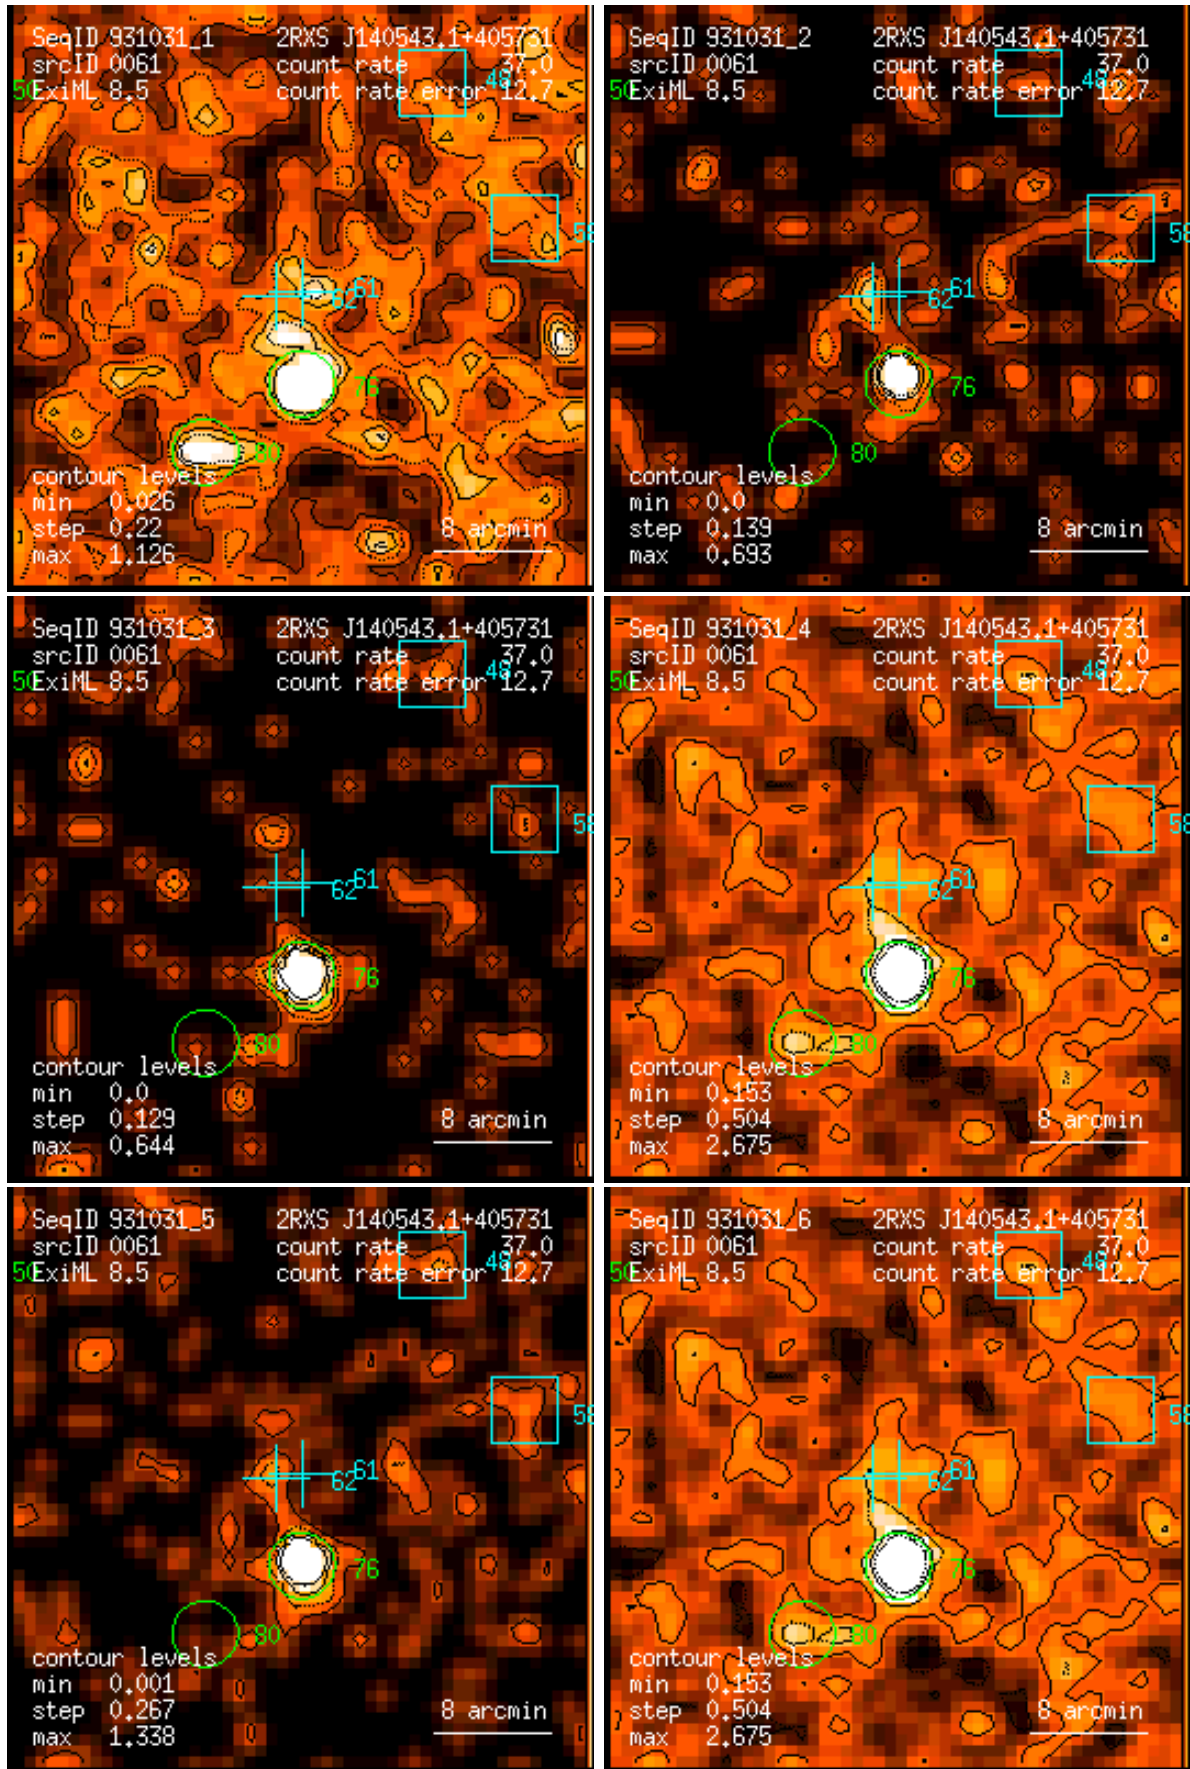 SeqID 931031_1 2RXS J140543.1+405731
srcID 0061 count rate 37.0
ExiML 8.5 count rate error 12.7
50
48
58
61
62
76
80
contour levels
min 0.026
step 0.22
max 1.126
8 arcmin
SeqID 931031_2 2RXS J140543.1+405731
srcID 0061 count rate 37.0
ExiML 8.5 count rate error 12.7
50
48
58
61
62
76
80
contour levels
min 0.0
step 0.139
max 0.693
8 arcmin
SeqID 931031_3 2RXS J140543.1+405731
srcID 0061 count rate 37.0
ExiML 8.5 count rate error 12.7
50
48
58
61
62
76
80
contour levels
min 0.0
step 0.129
max 0.644
8 arcmin
SeqID 931031_4 2RXS J140543.1+405731
srcID 0061 count rate 37.0
ExiML 8.5 count rate error 12.7
50
48
58
61
62
76
80
contour levels
min 0.153
step 0.504
max 2.675
8 arcmin
SeqID 931031_5 2RXS J140543.1+405731
srcID 0061 count rate 37.0
ExiML 8.5 count rate error 12.7
50
48
58
61
62
76
80
contour levels
min 0.001
step 0.267
max 1.338
8 arcmin
SeqID 931031_6 2RXS J140543.1+405731
srcID 0061 count rate 37.0
ExiML 8.5 count rate error 12.7
50
48
58
61
62
76
80
contour levels
min 0.153
step 0.504
max 2.675
8 arcmin